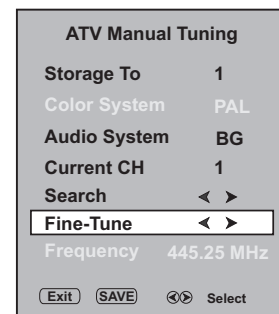 ATV Manual Tuning
Storage To 1
Color System PAL
Audio System BG
Current CH 1
Search
Fine-Tune
Frequency 445.25 MHz
Exit SAVE Select